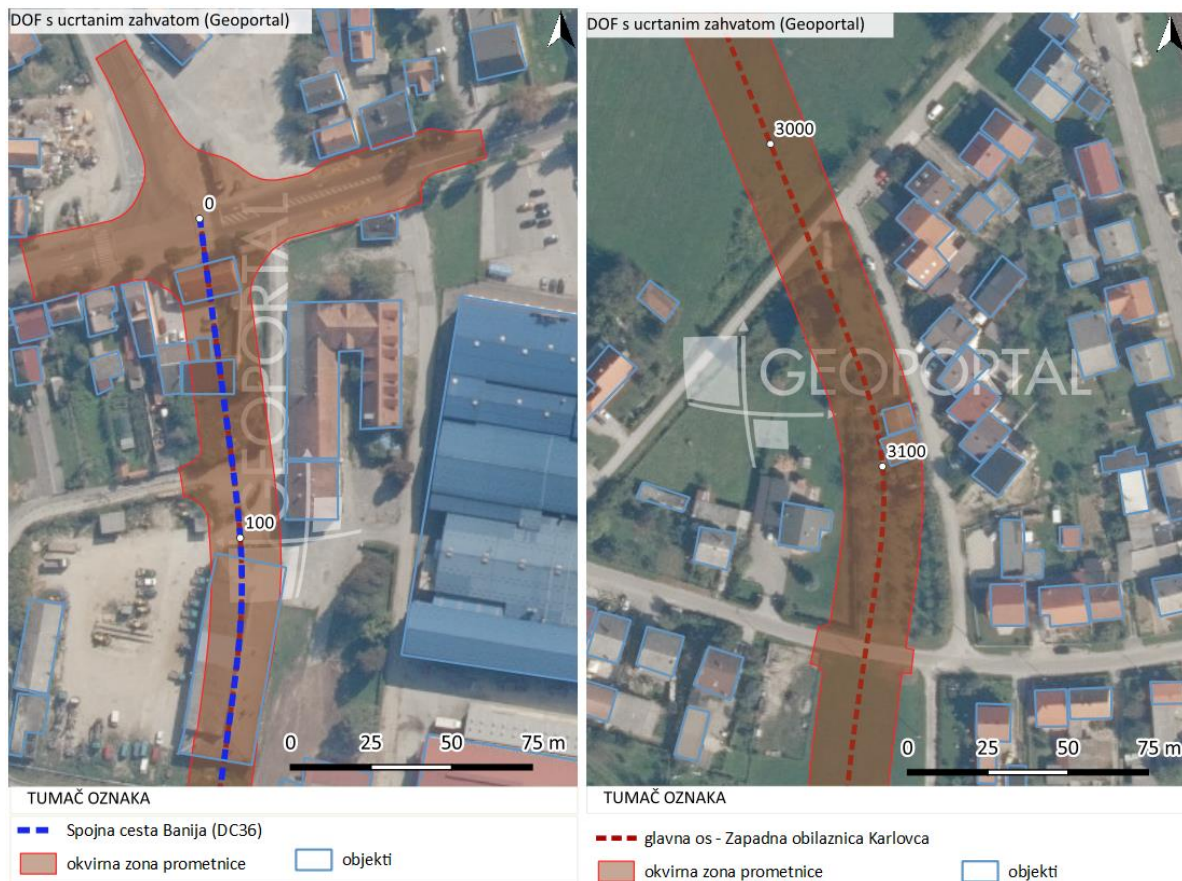 DOF s ucrtanim zahvatom (Geoportal)
0
GEOPORTAL
100
0 25 50 75 m
TUMAČ OZNAKA
Spojna cesta Banija (DC36)
okvirna zona prometnice
objekti
DOF s ucrtanim zahvatom (Geoportal)
3000
GEOPORTAL
3100
0 25 50 75 m
TUMAČ OZNAKA
glavna os - Zapadna obilaznica Karlovca
okvirna zona prometnice
objekti